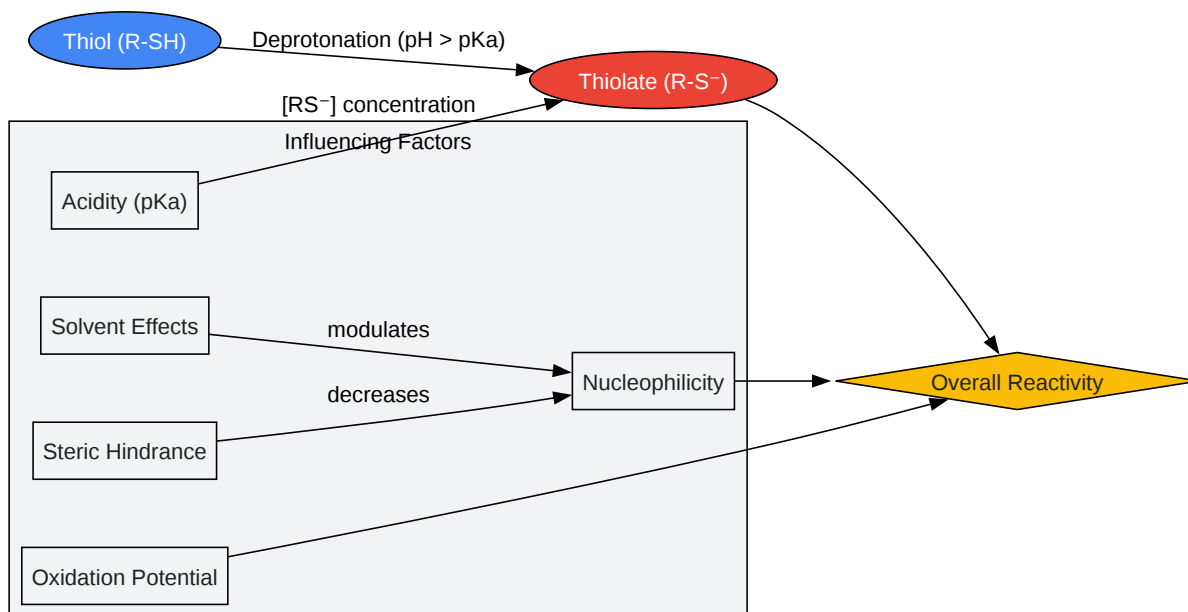 Thiol (R-SH)
Deprotonation (pH > pKa)
Thiolate (R-S⁻)
[RS⁻] concentration
Influencing Factors
Acidity (pKa)
Solvent Effects
modulates
Nucleophilicity
Overall Reactivity
decreases
Steric Hindrance
Oxidation Potential